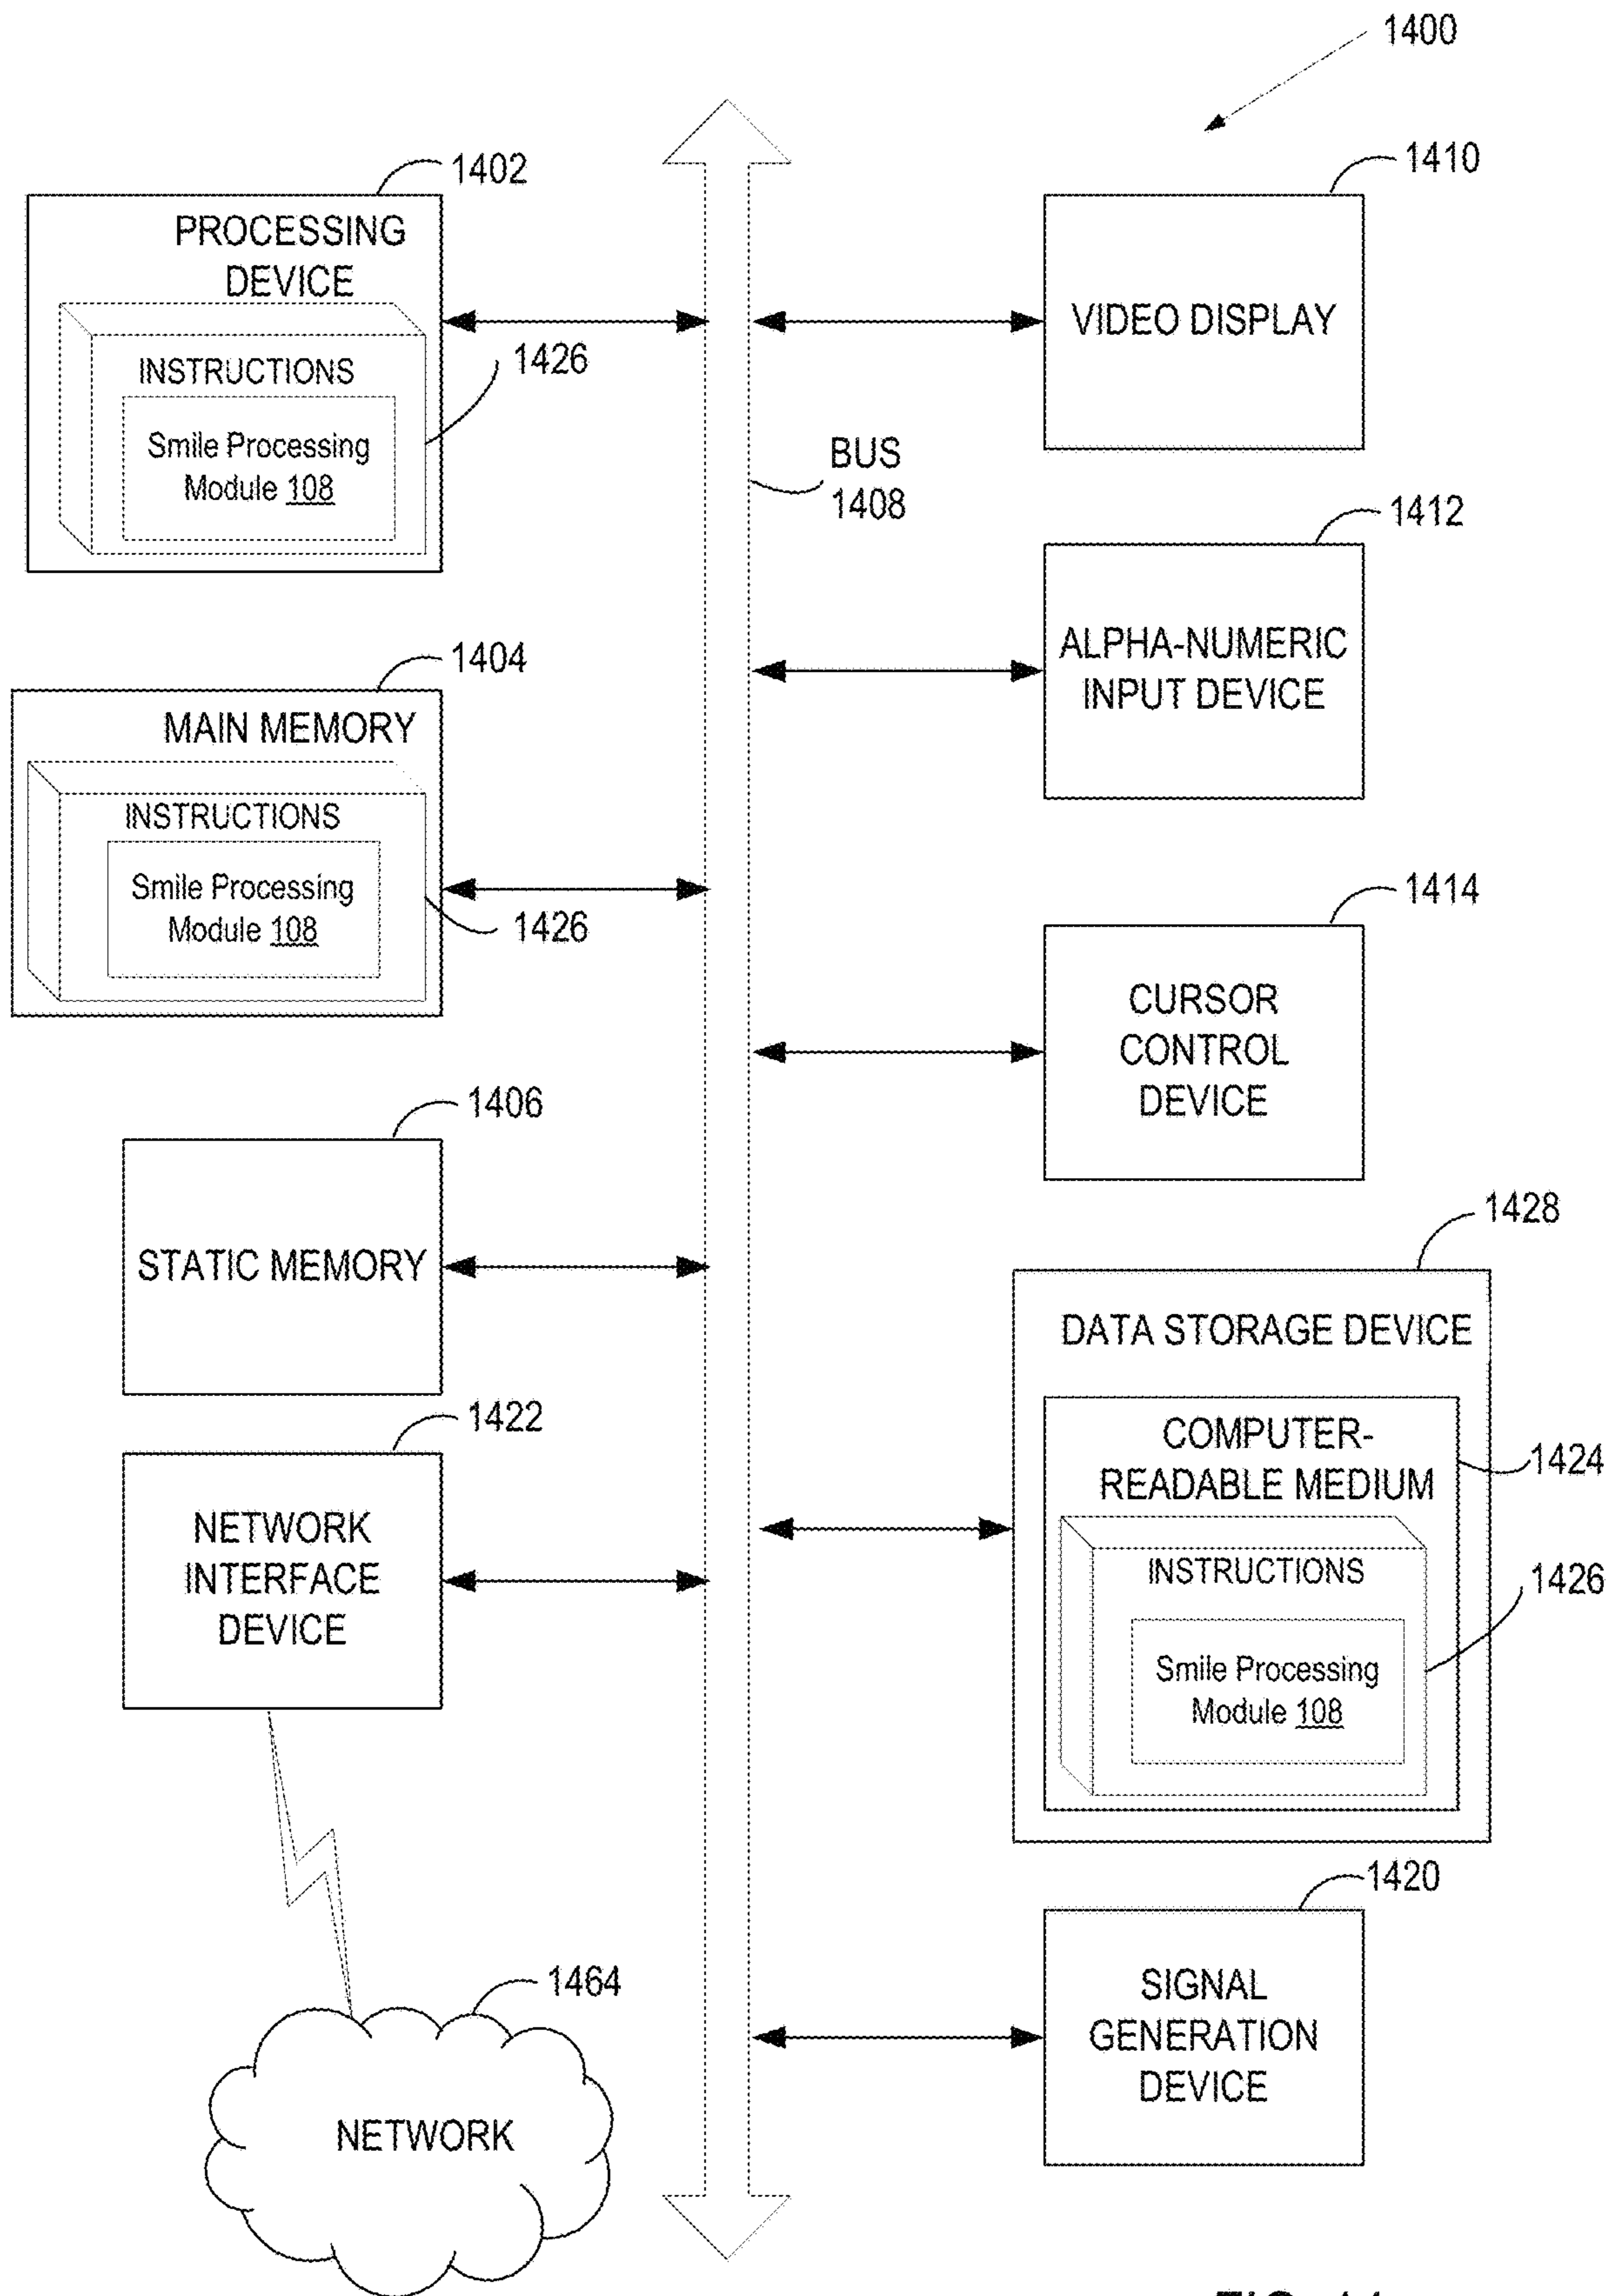 1400
1402
PROCESSING
DEVICE
INSTRUCTIONS
Smile Processing
Module 108
1426
1410
VIDEO DISPLAY
BUS
1408
1412
ALPHA-NUMERIC
INPUT DEVICE
1404
MAIN MEMORY
INSTRUCTIONS
Smile Processing
Module 108
1426
1414
CURSOR
CONTROL
DEVICE
1406
STATIC MEMORY
1428
DATA STORAGE DEVICE
COMPUTER-
READABLE MEDIUM
1424
INSTRUCTIONS
1426
Smile Processing
Module 108
1422
NETWORK
INTERFACE
DEVICE
1420
SIGNAL
GENERATION
DEVICE
1464
NETWORK